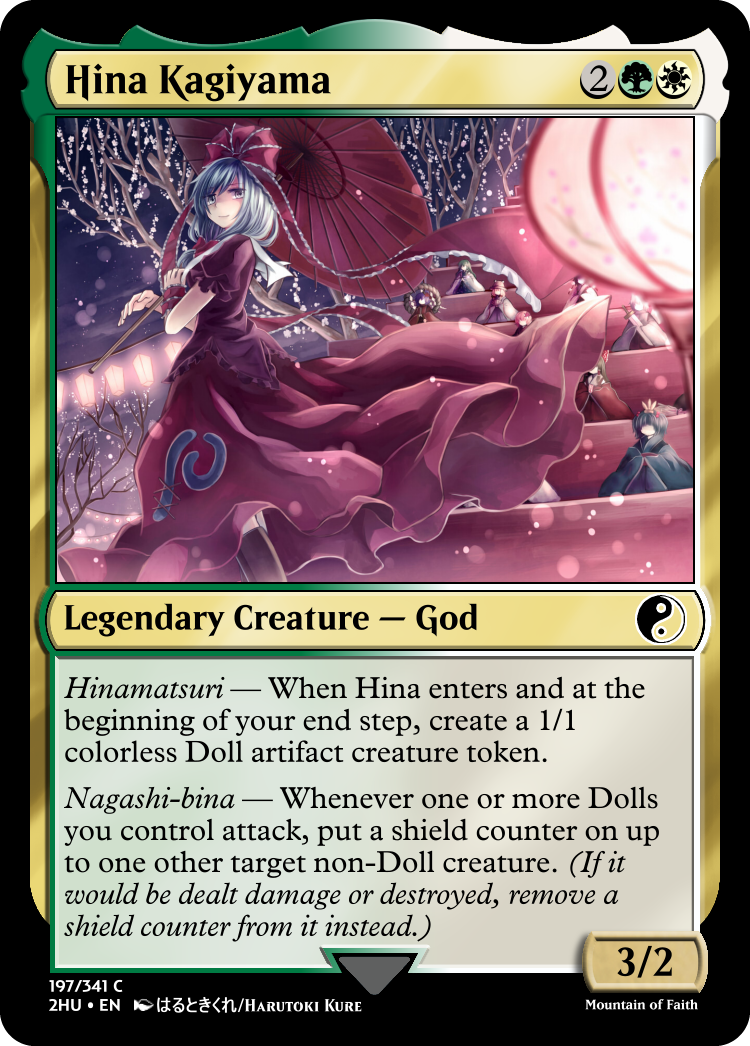 Hina Kagiyama 2
Legendary Creature — God
Hinamatsuri — When Hina enters and at the
beginning of your end step, create a 1/1
colorless Doll artifact creature token.
Nagashi-bina — Whenever one or more Dolls
you control attack, put a shield counter on up
to one other target non-Doll creature. (If it
would be dealt damage or destroyed, remove a
shield counter from it instead.)
3/2
197/341 C
2HU • EN はるときくれ/Harutoki Kure
Mountain of Faith